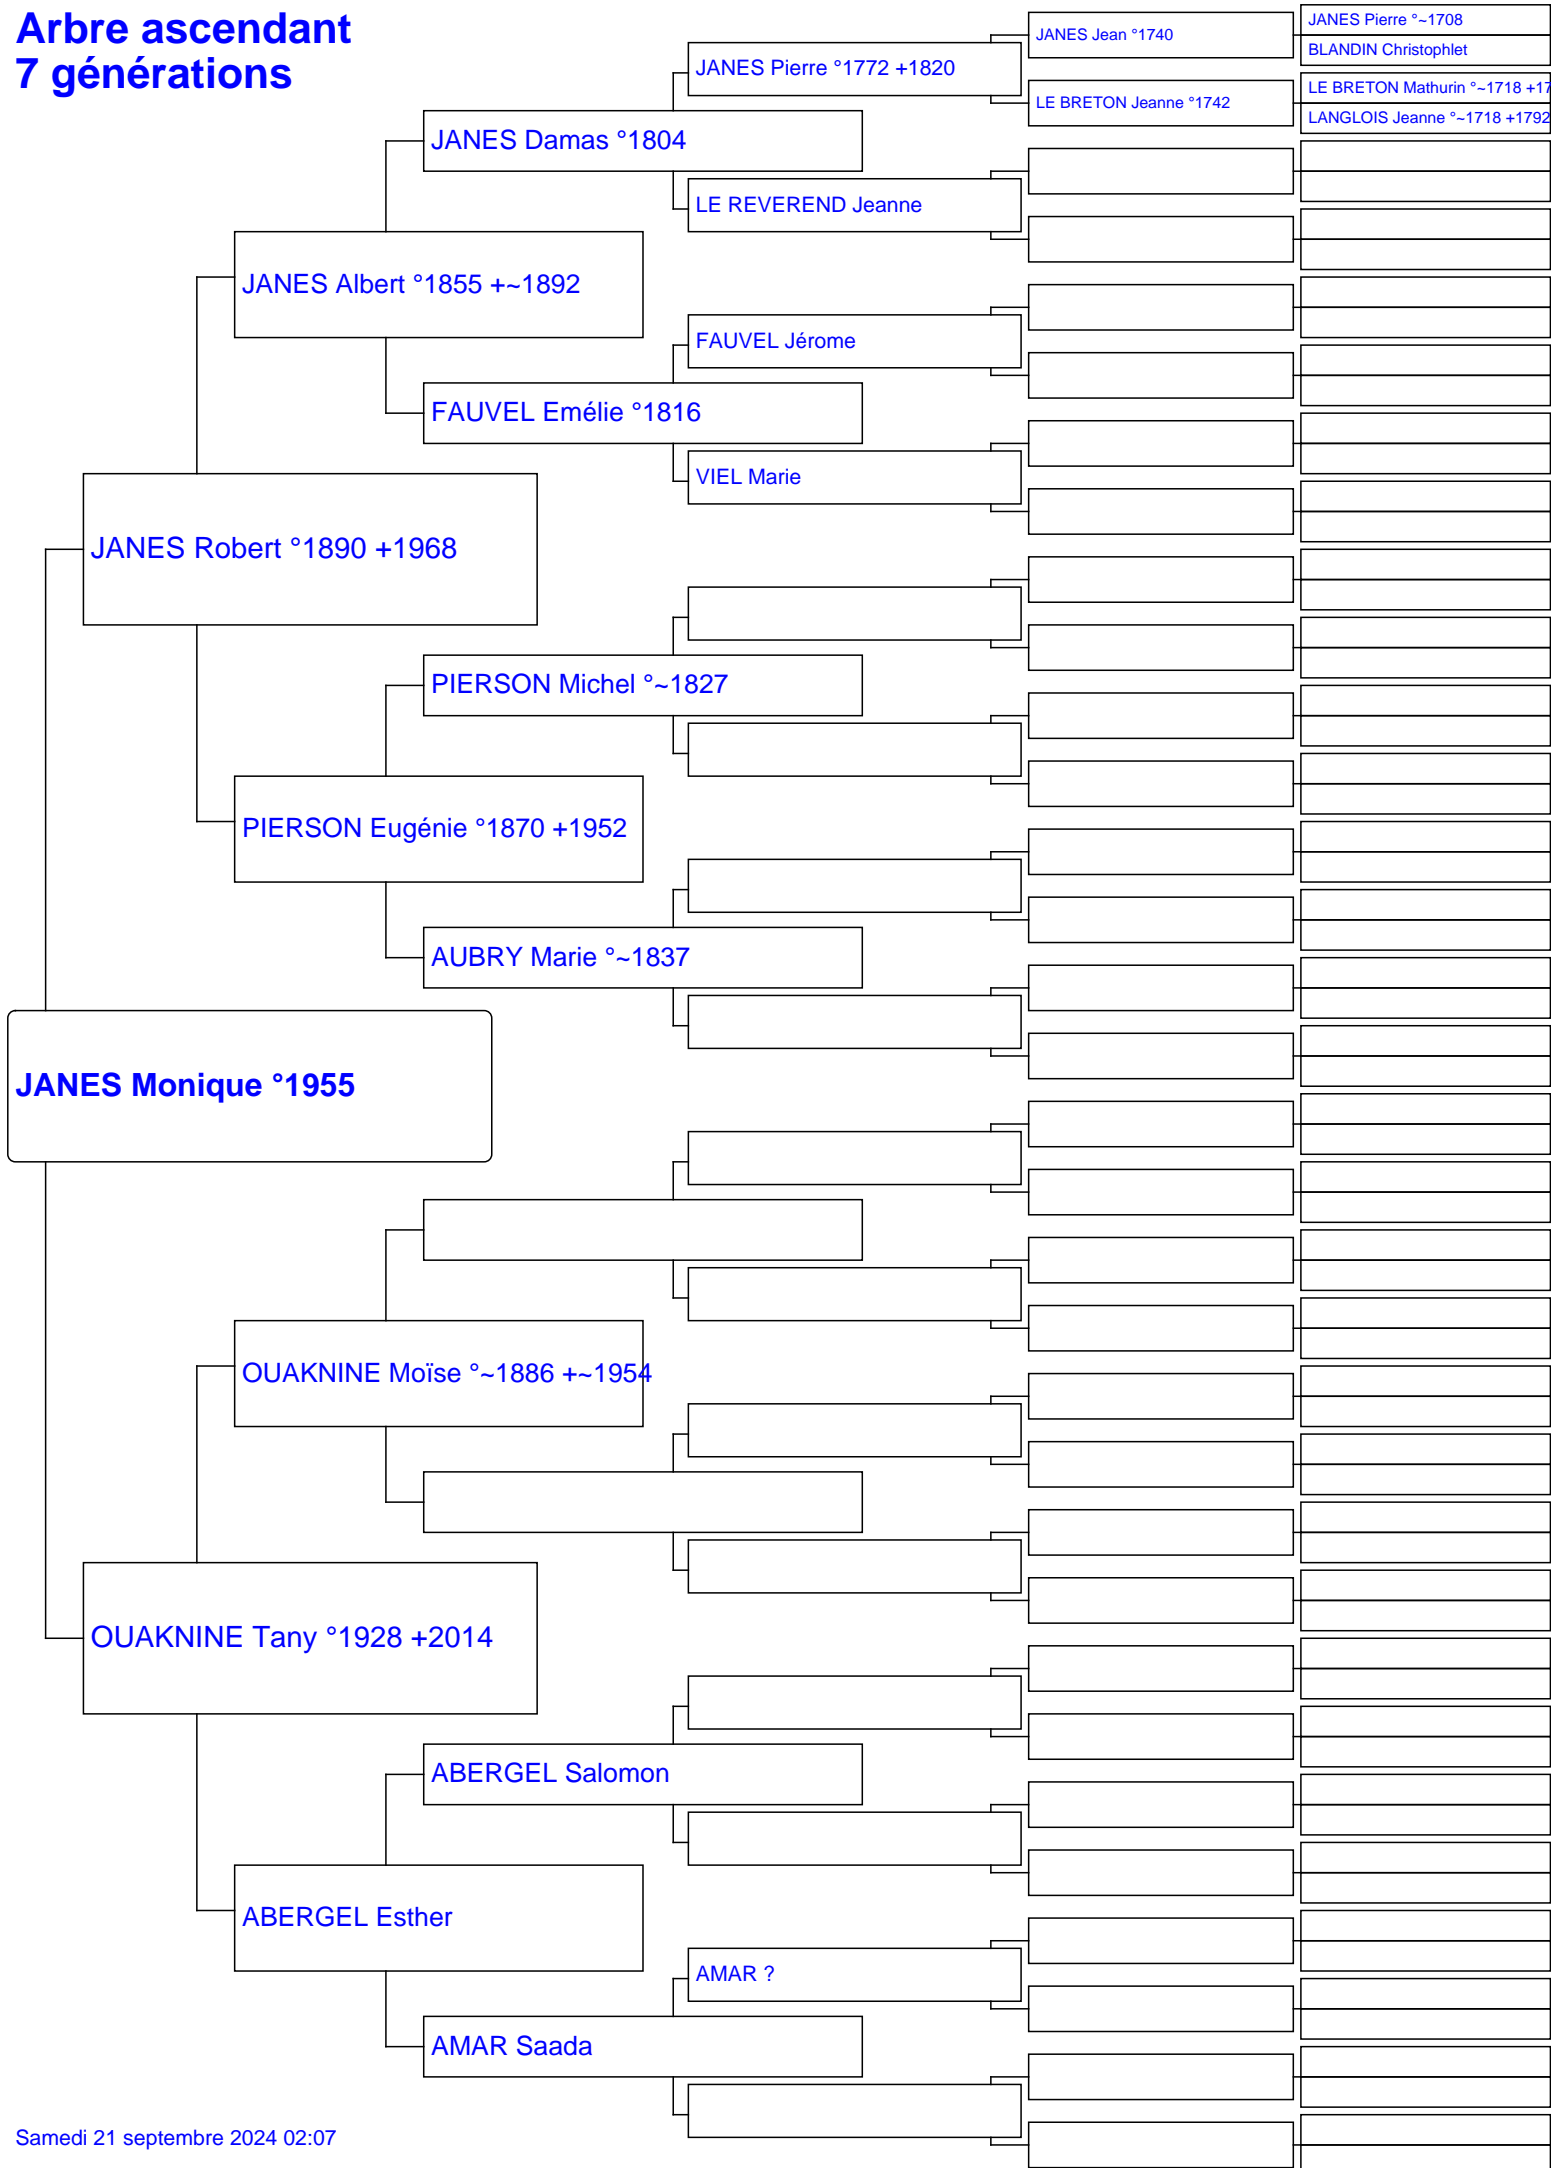 Arbre ascendant
7 générations
JANES Pierre °~1708
BLANDIN Christophlet
JANES Jean °1740
JANES Pierre °1772 +1820
LE BRETON Mathurin °~1718 +17
LE BRETON Jeanne °1742
LANGLOIS Jeanne °~1718 +1792
JANES Damas °1804
LE REVEREND Jeanne
JANES Albert °1855 +~1892
FAUVEL Jérome
FAUVEL Emélie °1816
VIEL Marie
JANES Robert °1890 +1968
PIERSON Michel °~1827
PIERSON Eugénie °1870 +1952
AUBRY Marie °~1837
JANES Monique °1955
OUAKNINE Moïse °~1886 +~1954
OUAKNINE Tany °1928 +2014
ABERGEL Salomon
ABERGEL Esther
AMAR ?
AMAR Saada
Samedi 21 septembre 2024 02:07